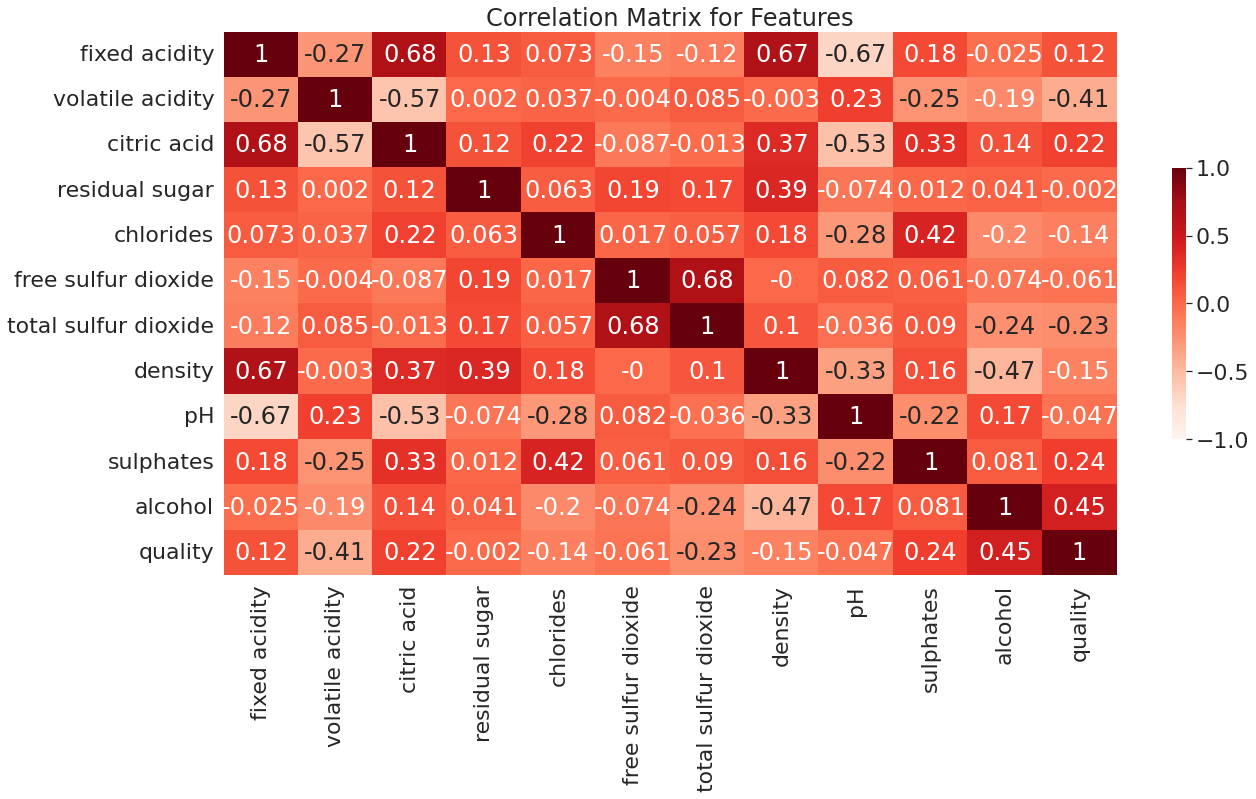 Correlation Matrix for Features
fixed acidity 1 -0.27 0.68 0.13 0.073 -0.15 -0.12 0.67 -0.67 0.18 -0.025 0.12
volatile acidity -0.27 1 -0.57 0.002 0.037 -0.004 0.085 -0.003 0.23 -0.25 -0.19 -0.41
citric acid 0.68 -0.57 1 0.12 0.22 -0.087 -0.013 0.37 -0.53 0.33 0.14 0.22
residual sugar 0.13 0.002 0.12 1 0.063 0.19 0.17 0.39 -0.074 0.012 0.041 -0.002
chlorides 0.073 0.037 0.22 0.063 1 0.017 0.057 0.18 -0.28 0.42 -0.2 -0.14
free sulfur dioxide -0.15 -0.004 -0.087 0.19 0.017 1 0.68 -0 0.082 0.061 -0.074 -0.061
total sulfur dioxide -0.12 0.085 -0.013 0.17 0.057 0.68 1 0.1 -0.036 0.09 -0.24 -0.23
density 0.67 -0.003 0.37 0.39 0.18 -0 0.1 1 -0.33 0.16 -0.47 -0.15
pH -0.67 0.23 -0.53 -0.074 -0.28 0.082 -0.036 -0.33 1 -0.22 0.17 -0.047
sulphates 0.18 -0.25 0.33 0.012 0.42 0.061 0.09 0.16 -0.22 1 0.081 0.24
alcohol -0.025 -0.19 0.14 0.041 -0.2 -0.074 -0.24 -0.47 0.17 0.081 1 0.45
quality 0.12 -0.41 0.22 -0.002 -0.14 -0.061 -0.23 -0.15 -0.047 0.24 0.45 1
fixed acidity
volatile acidity
citric acid
residual sugar
chlorides
free sulfur dioxide
total sulfur dioxide
density
pH
sulphates
alcohol
quality
1.0
0.5
0.0
−0.5
−1.0